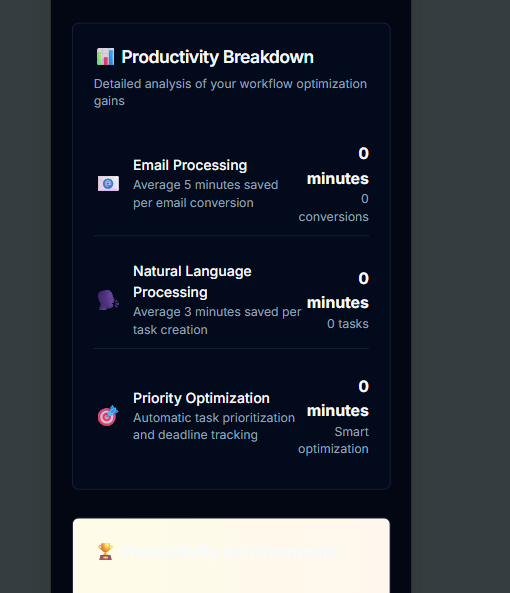 Productivity Breakdown
Detailed analysis of your workflow optimization
gains
Email Processing
Average 5 minutes saved
per email conversion
0
minutes
0
conversions
Natural Language
Processing
Average 3 minutes saved per
task creation
0
minutes
0 tasks
Priority Optimization
Automatic task prioritization
and deadline tracking
0
minutes
Smart
optimization